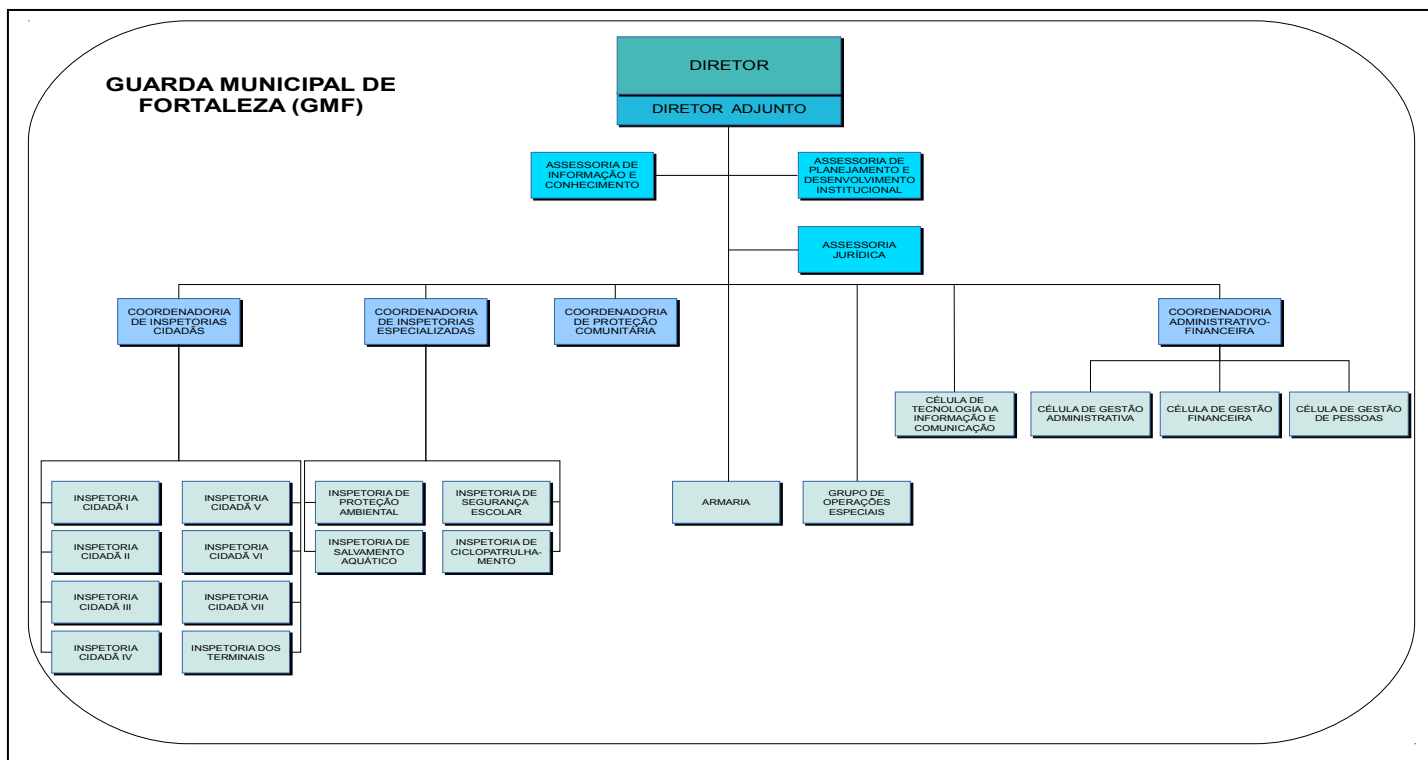 GUARDA MUNICIPAL DE
FORTALEZA (GMF)
DIRETOR
DIRETOR ADJUNTO
ASSESSORIA DE
INFORMAÇÃO E
CONHECIMENTO
ASSESSORIA DE
PLANEJAMENTO E
DESENVOLVIMENTO
INSTITUCIONAL
ASSESSORIA
JURÍDICA
COORDENADORIA
DE INSPETORIAS
CIDADÃS
COORDENADORIA
DE INSPETORIAS
ESPECIALIZADAS
COORDENADORIA
DE PROTEÇÃO
COMUNITÁRIA
COORDENADORIA
ADMINISTRATIVO-
FINANCEIRA
CÉLULA DE
TECNOLOGIA DA
INFORMAÇÃO E
COMUNICAÇÃO
CÉLULA DE GESTÃO
ADMINISTRATIVA
CÉLULA DE GESTÃO
FINANCEIRA
CÉLULA DE GESTÃO
DE PESSOAS
INSPETORIA
CIDADÃ I
INSPETORIA
CIDADÃ V
INSPETORIA DE
PROTEÇÃO
AMBIENTAL
INSPETORIA DE
SEGURANÇA
ESCOLAR
ARMARIA
GRUPO DE
OPERAÇÕES
ESPECIAIS
INSPETORIA
CIDADÃ II
INSPETORIA
CIDADÃ VI
INSPETORIA DE
SALVAMENTO
AQUÁTICO
INSPETORIA DE
CICLOPATRULHA-
MENTO
INSPETORIA
CIDADÃ III
INSPETORIA
CIDADÃ VII
INSPETORIA
CIDADÃ IV
INSPETORIA DOS
TERMINAIS